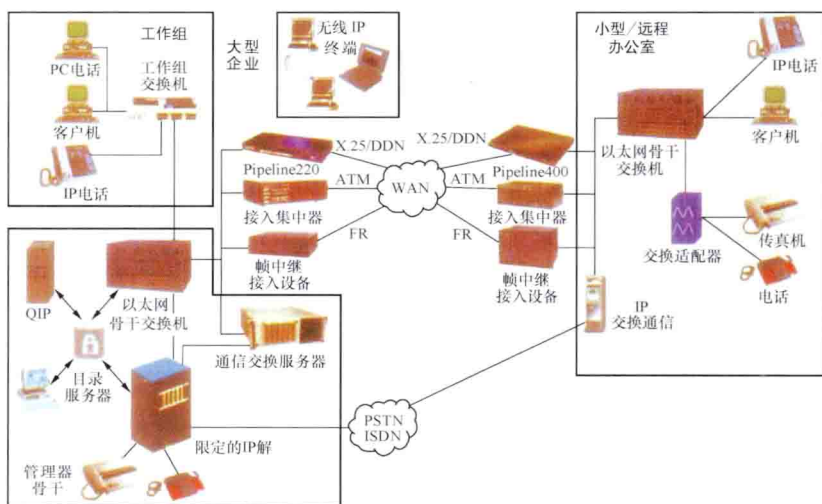 工作组
PC电话
工作组
交换机
客户机
IP电话
大型
企业
无线IP
终端
小型/远程
办公室
IP电话
以太网骨干
交换机
客户机
交换适配器
传真机
电话
X.25/DDN
Pipeline220
ATM
接入集中器
FR
帧中继
接入设备
WAN
X.25/DDN
Pipeline400
ATM
接入集中器
FR
帧中继
接入设备
IP
交换通信
QIP
以太网
骨干交换机
目录
服务器
通信交换服务器
限定的IP解
管理器
骨干
PSTN
ISDN